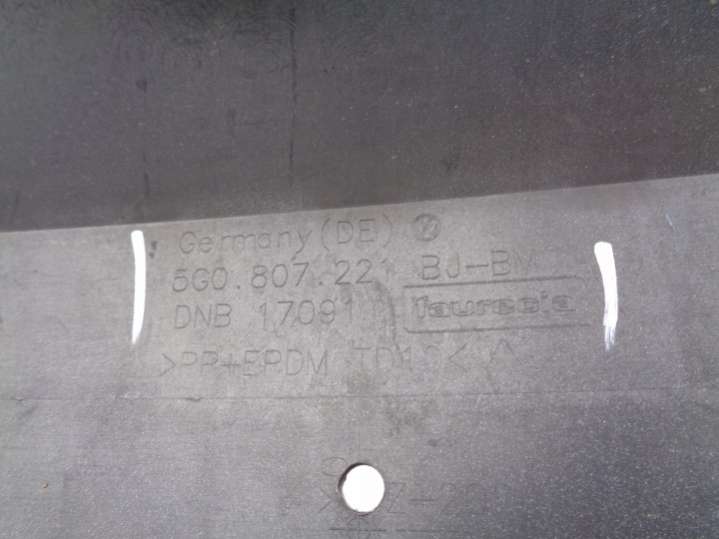 Germany (DE)
5G0.807.221 BJ-BM
DNB 17091 faurecia
>PP+EPDM TD10<